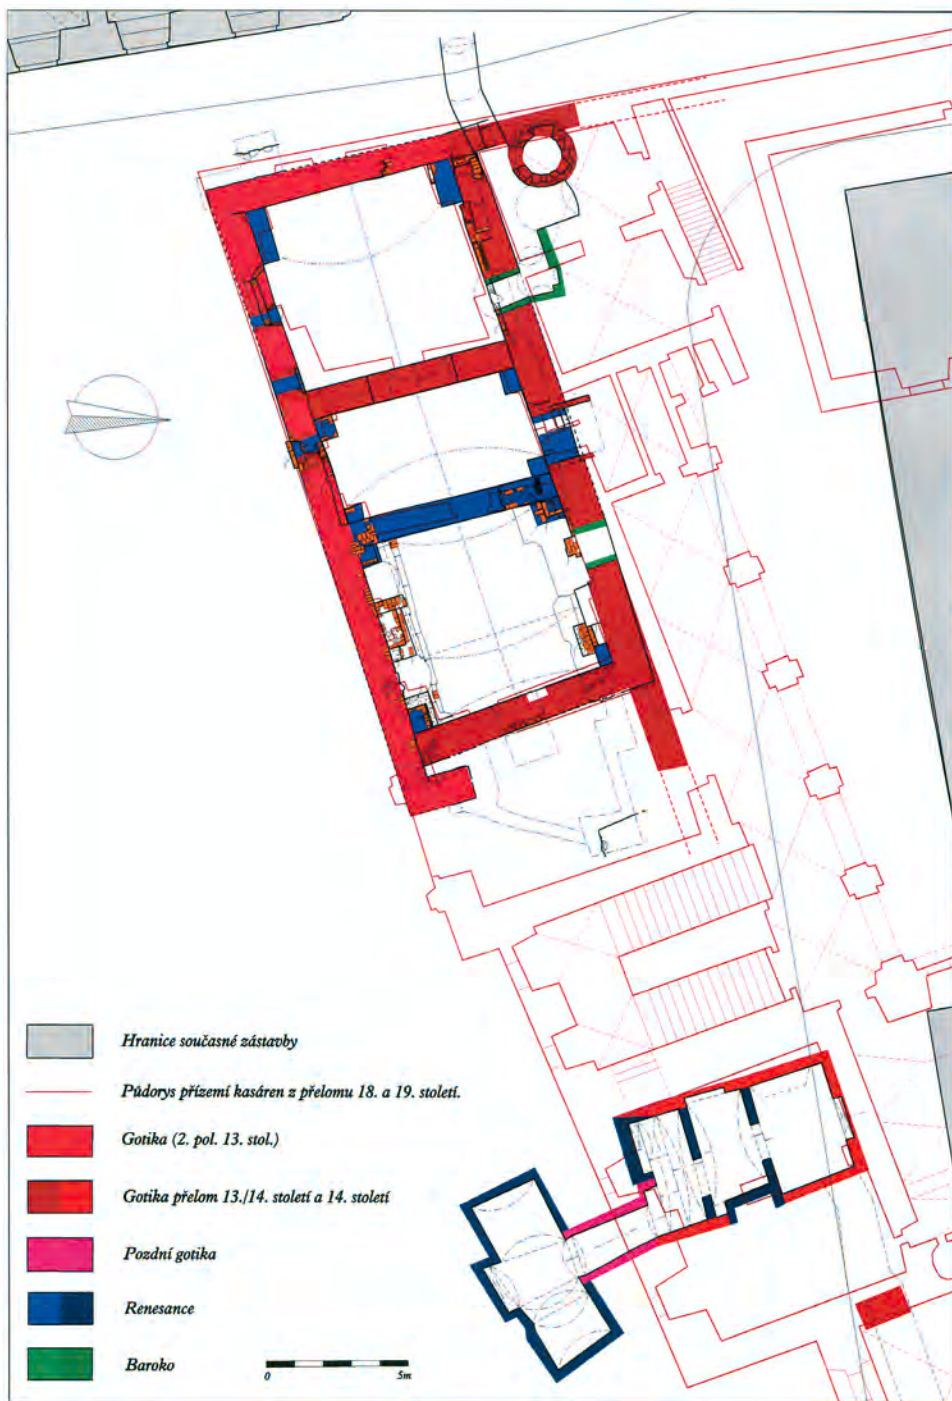 Hranice současné zástavby
Půdorys přízemí kasáren z přelomu 18. a 19. století.
Gotika (2. pol. 13. stol.)
Gotika přelom 13./14. století a 14. století
Pozdní gotika
Renesance
Baroko
0 5m